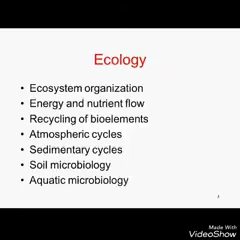 Ecology
• Ecosystem organization
• Energy and nutrient flow
• Recycling of bioelements
• Atmospheric cycles
• Sedimentary cycles
• Soil microbiology
• Aquatic microbiology
Made With
VideoShow